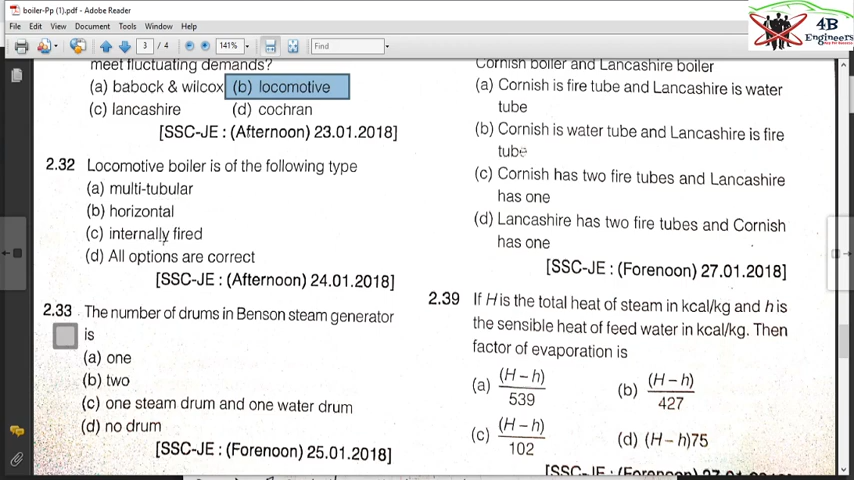 boiler-Pp (1).pdf - Adobe Reader
File Edit View Document Tools Window Help
3 / 4 141% Find
4B
Engineers
meet fluctuating demands?
(a) babock & wilcox (b) locomotive
(c) lancashire (d) cochran
[SSC-JE : (Afternoon) 23.01.2018]
2.32 Locomotive boiler is of the following type
(a) multi-tubular
(b) horizontal
(c) internally fired
(d) All options are correct
[SSC-JE : (Afternoon) 24.01.2018]
2.33 The number of drums in Benson steam generator
is
(a) one
(b) two
(c) one steam drum and one water drum
(d) no drum
[SSC-JE : (Forenoon) 25.01.2018]
Cornish boiler and Lancashire boiler
(a) Cornish is fire tube and Lancashire is water
tube
(b) Cornish is water tube and Lancashire is fire
tube
(c) Cornish has two fire tubes and Lancashire
has one
(d) Lancashire has two fire tubes and Cornish
has one
[SSC-JE : (Forenoon) 27.01.2018]
2.39 If H is the total heat of steam in kcal/kg and h is
the sensible heat of feed water in kcal/kg. Then
factor of evaporation is
(a) (H – h)/539 (b) (H – h)/427
(c) (H – h)/102 (d) (H – h)75